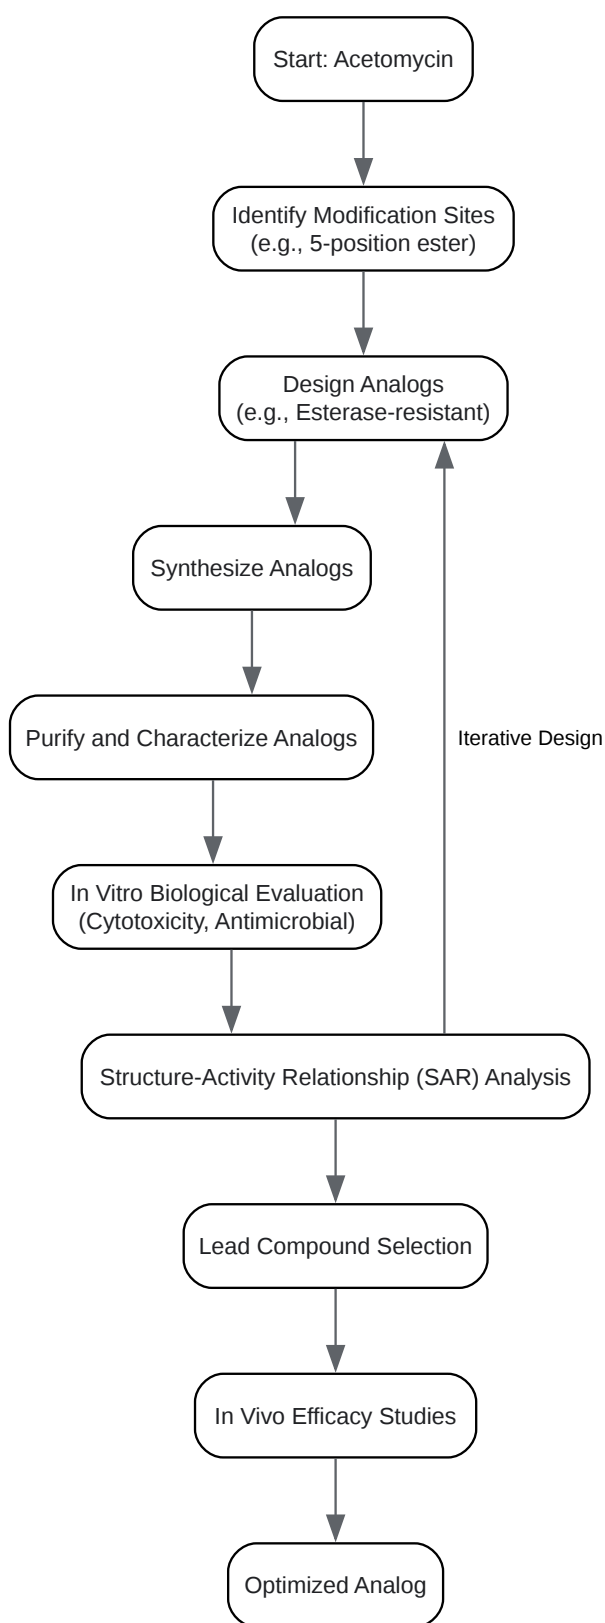 Start: Acetomycin
Identify Modification Sites
(e.g., 5-position ester)
Design Analogs
(e.g., Esterase-resistant)
Synthesize Analogs
Purify and Characterize Analogs
Iterative Design
In Vitro Biological Evaluation
(Cytotoxicity, Antimicrobial)
Structure-Activity Relationship (SAR) Analysis
Lead Compound Selection
In Vivo Efficacy Studies
Optimized Analog